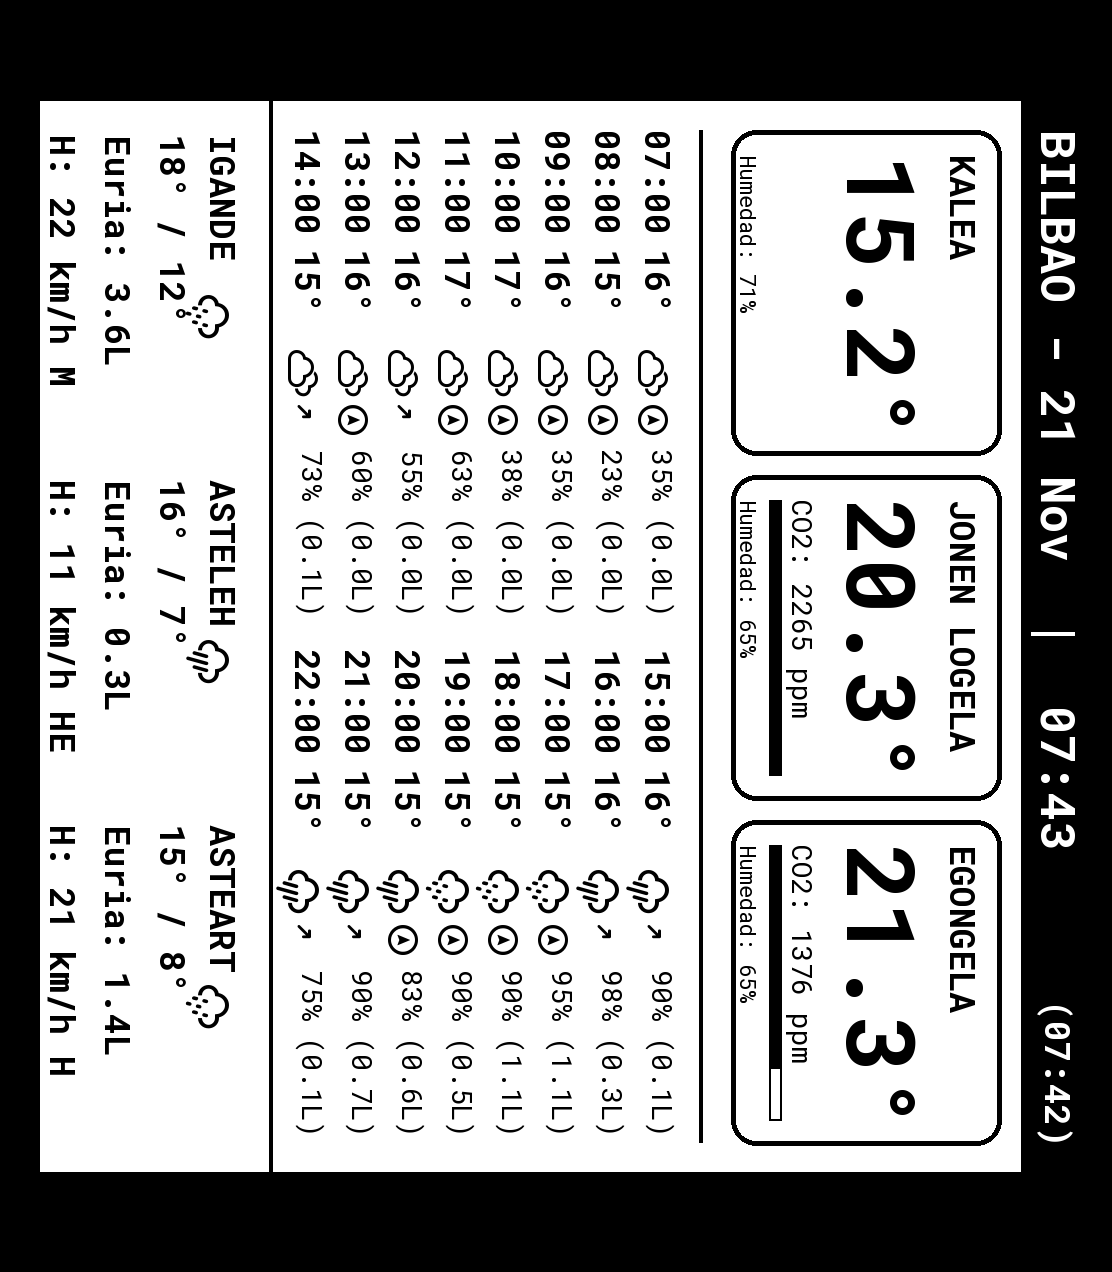 BILBAO - 21 Nov | 07:43 (07:42)
KALEA
15.2°
Humedad: 71%
JONEN LOGELA
20.3°
CO2: 2265 ppm
Humedad: 65%
EGONGELA
21.3°
CO2: 1376 ppm
Humedad: 65%
07:00 16° 35% (0.0L)
08:00 15° 23% (0.0L)
09:00 16° 35% (0.0L)
10:00 17° 38% (0.0L)
11:00 17° 63% (0.0L)
12:00 16° 55% (0.0L)
13:00 16° 60% (0.0L)
14:00 15° 73% (0.1L)
15:00 16° 90% (0.1L)
16:00 16° 98% (0.3L)
17:00 15° 95% (1.1L)
18:00 15° 90% (1.1L)
19:00 15° 90% (0.5L)
20:00 15° 83% (0.6L)
21:00 15° 90% (0.7L)
22:00 15° 75% (0.1L)
IGANDE
18° / 12°
Euria: 3.6L
H: 22 km/h M
ASTELEH
16° / 7°
Euria: 0.3L
H: 11 km/h HE
ASTEART
15° / 8°
Euria: 1.4L
H: 21 km/h H